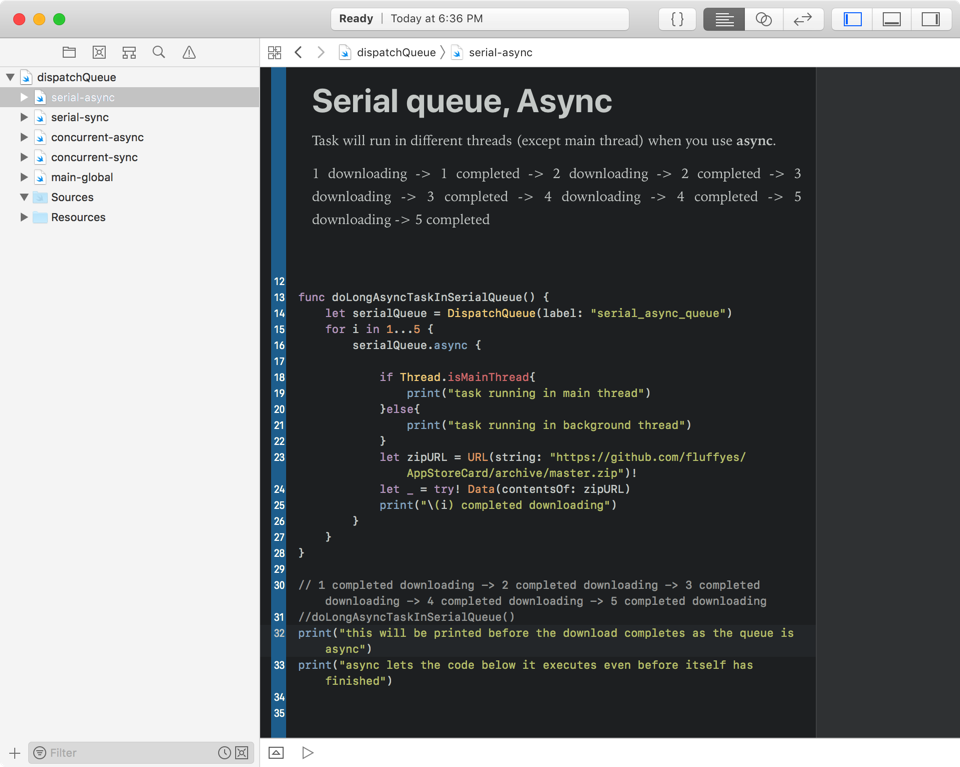 Ready | Today at 6:36 PM
{ }
dispatchQueue
serial-async
serial-sync
concurrent-async
concurrent-sync
main-global
Sources
Resources
Filter
dispatchQueue 〉 serial-async
Serial queue, Async
Task will run in different threads (except main thread) when you use async.
1 downloading -> 1 completed -> 2 downloading -> 2 completed -> 3
downloading -> 3 completed -> 4 downloading -> 4 completed -> 5
downloading -> 5 completed
12
13 func doLongAsyncTaskInSerialQueue() {
14 let serialQueue = DispatchQueue(label: "serial_async_queue")
15 for i in 1...5 {
16 serialQueue.async {
17
18 if Thread.isMainThread{
19 print("task running in main thread")
20 }else{
21 print("task running in background thread")
22 }
23 let zipURL = URL(string: "https://github.com/fluffyes/
AppStoreCard/archive/master.zip")!
24 let _ = try! Data(contentsOf: zipURL)
25 print("\(i) completed downloading")
26 }
27 }
28 }
29
30 // 1 completed downloading -> 2 completed downloading -> 3 completed
downloading -> 4 completed downloading -> 5 completed downloading
31 //doLongAsyncTaskInSerialQueue()
32 print("this will be printed before the download completes as the queue is
async")
33 print("async lets the code below it executes even before itself has
finished")
34
35